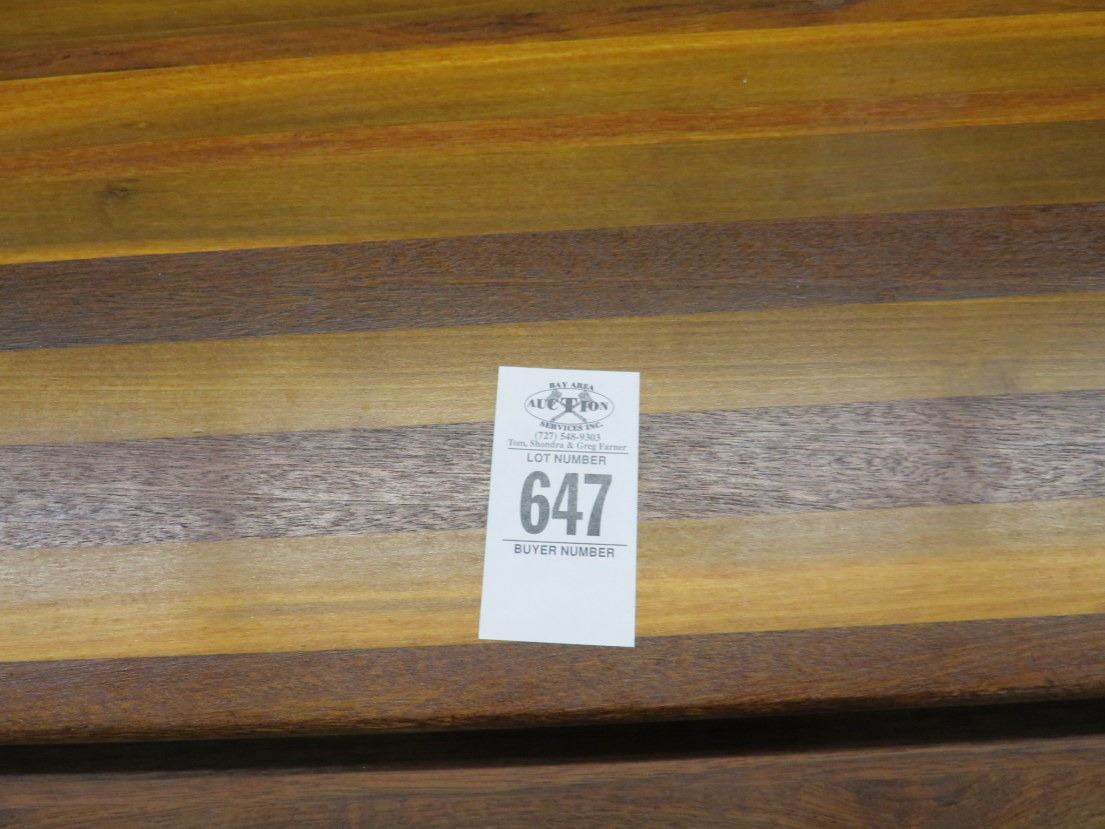 BAY AREA
AUCTION
SERVICES INC.
(727) 548-9303
Tom, Shondra & Greg Farner
LOT NUMBER
647
BUYER NUMBER